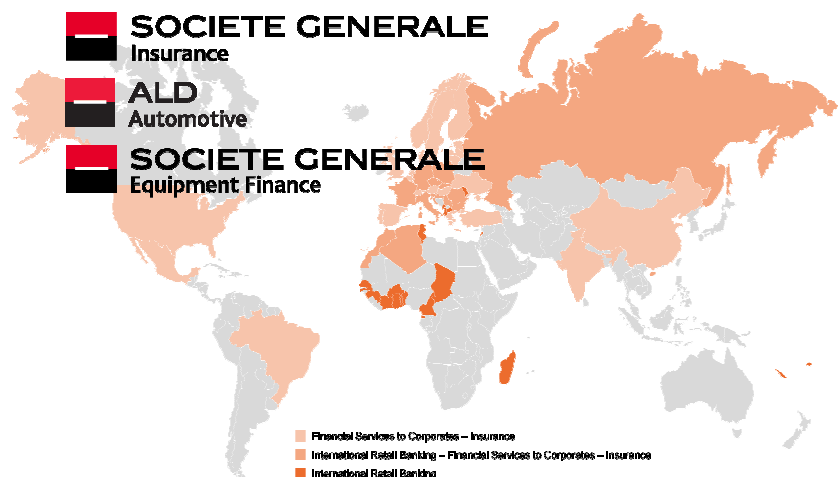 SOCIETE GENERALE
Insurance
ALD
Automotive
SOCIETE GENERALE
Equipment Finance
Financial Services to Corporates – Insurance
International Retail Banking – Financial Services to Corporates – Insurance
International Retail Banking